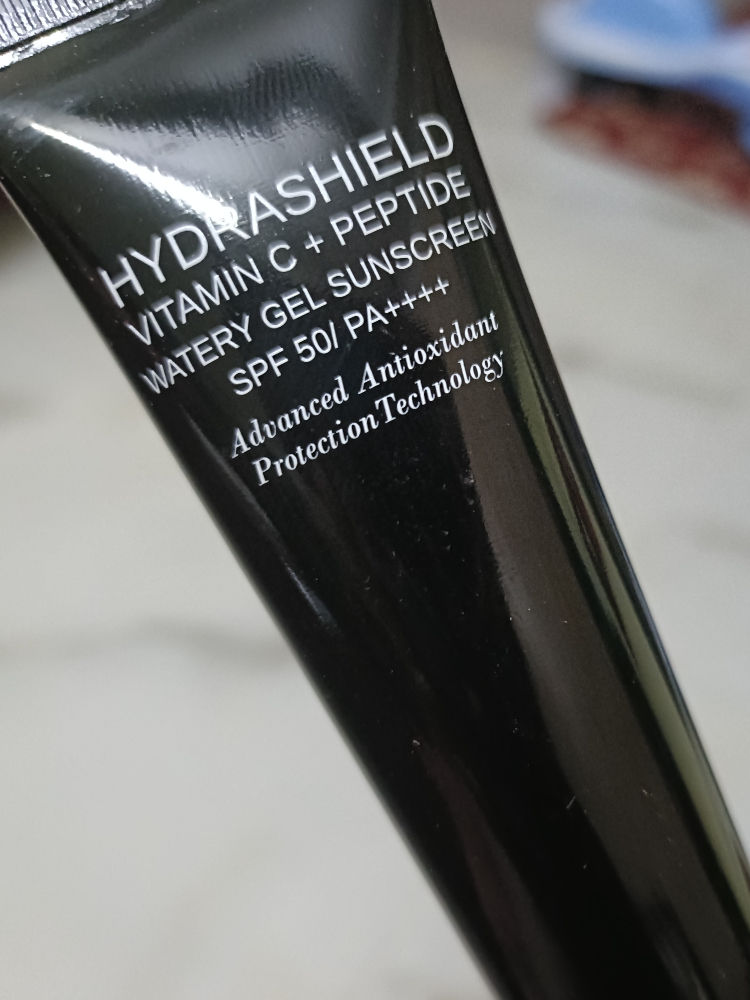 HYDRASHIELD
VITAMIN C + PEPTIDE
WATERY GEL SUNSCREEN
SPF 50/ PA++++
Advanced Antioxidant
Protection Technology